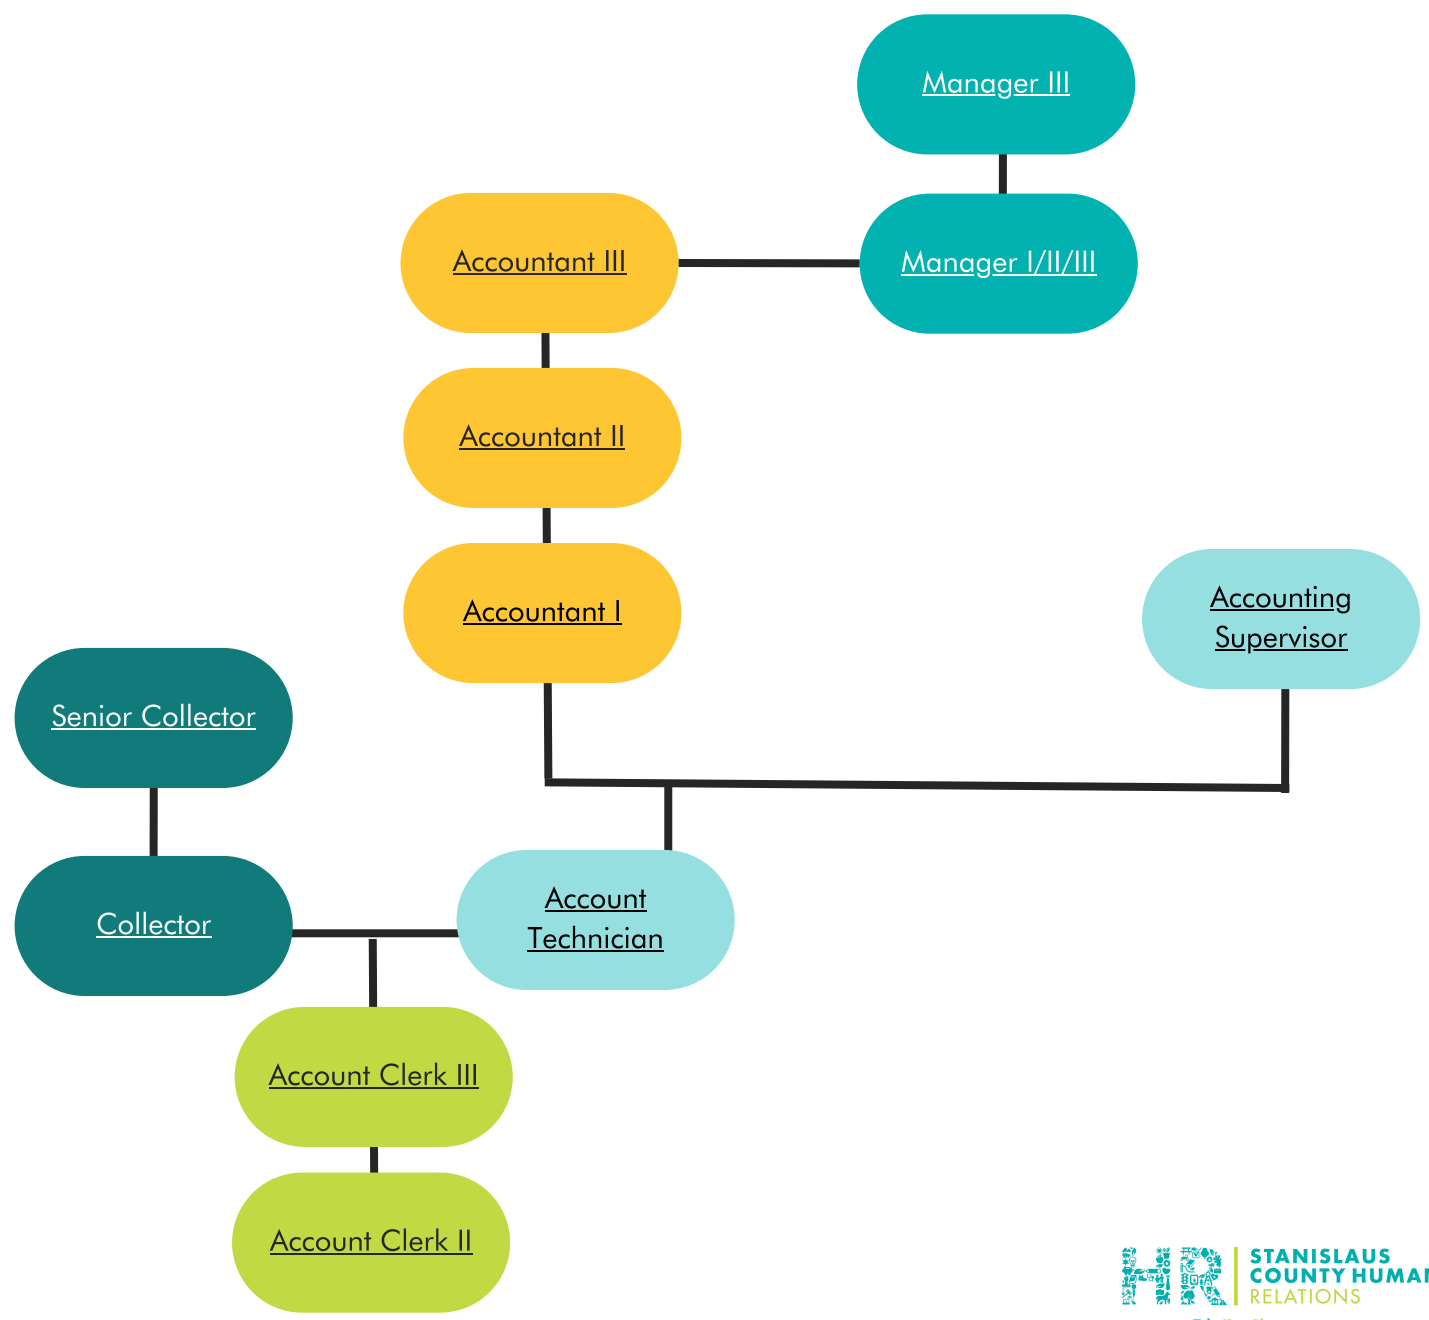 Manager III
Accountant III
Manager I/II/III
Accountant II
Accountant I
Accounting
Supervisor
Senior Collector
Collector
Account
Technician
Account Clerk III
Account Clerk II
HR
STANISLAUS
COUNTY HUMAN
RELATIONS